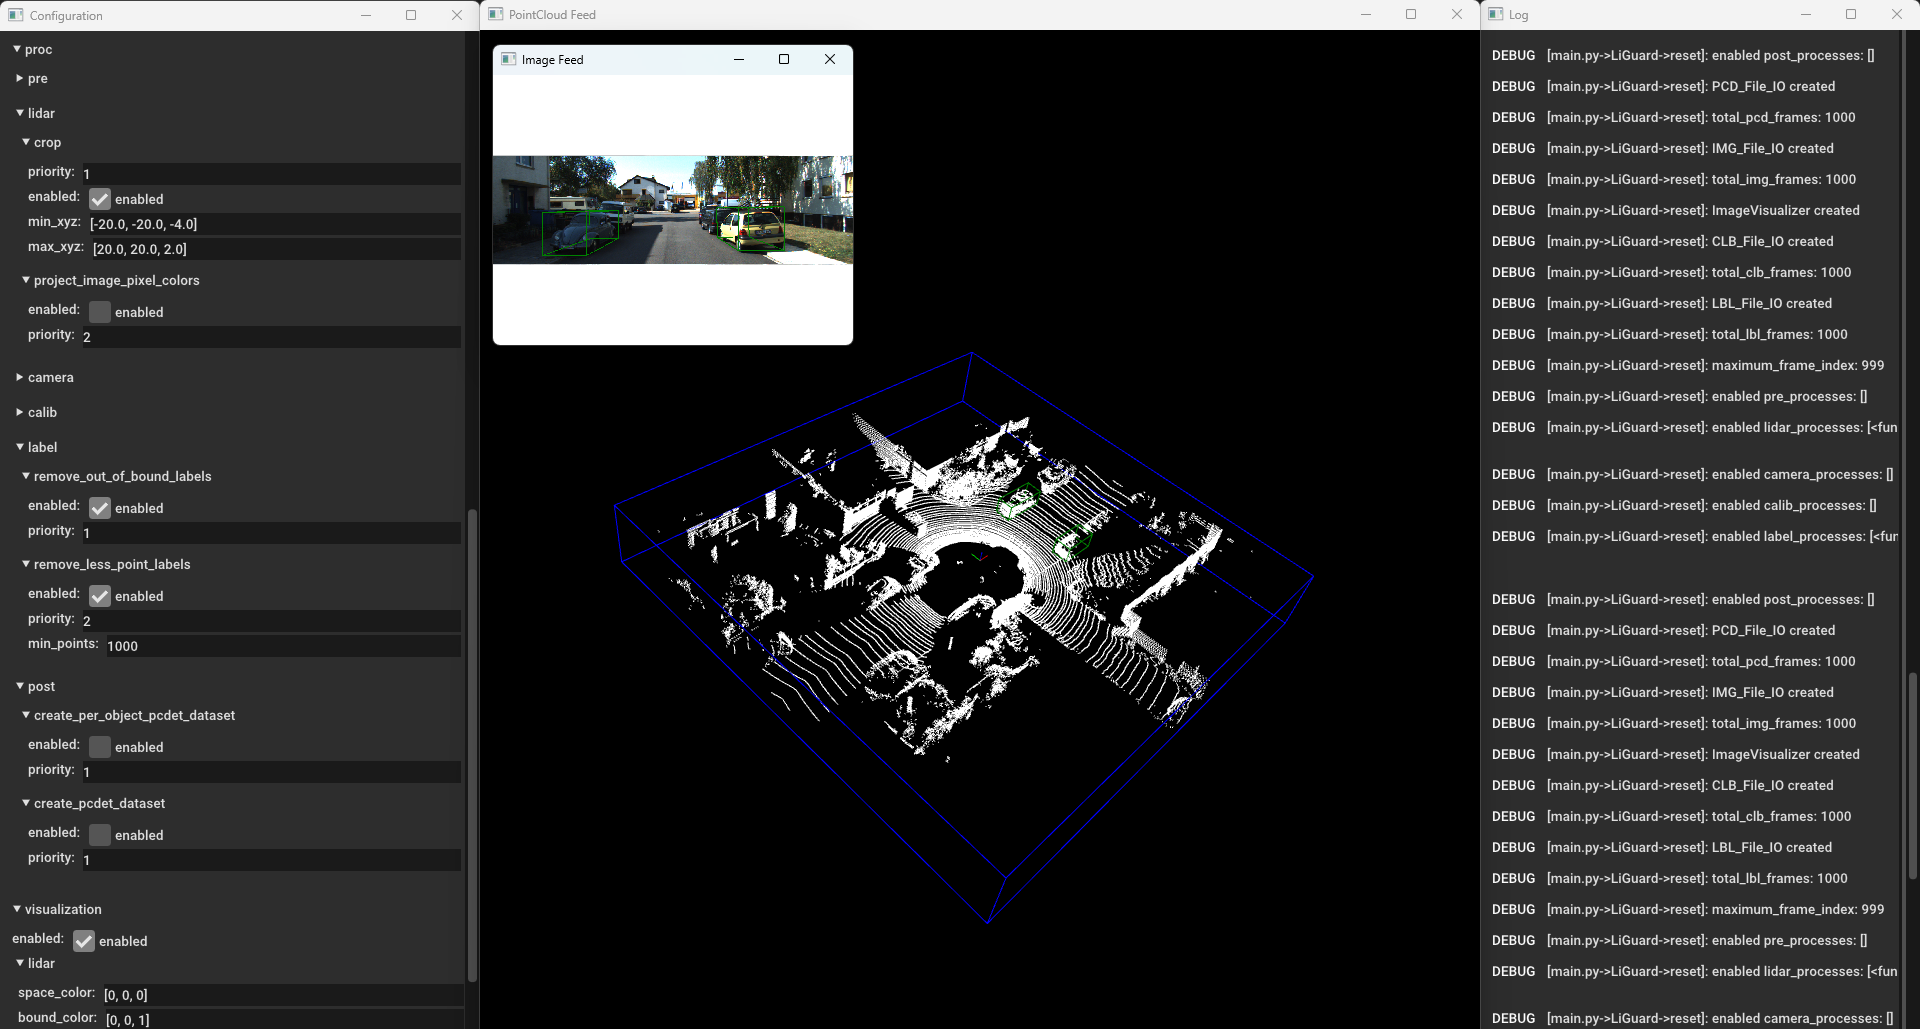 Configuration
proc
pre
lidar
crop
priority: 1
enabled: enabled
min_xyz: [-20.0, -20.0, -4.0]
max_xyz: [20.0, 20.0, 2.0]
project_image_pixel_colors
enabled: enabled
priority: 2
camera
calib
label
remove_out_of_bound_labels
enabled: enabled
priority: 1
remove_less_point_labels
enabled: enabled
priority: 2
min_points: 1000
post
create_per_object_pcdet_dataset
enabled: enabled
priority: 1
create_pcdet_dataset
enabled: enabled
priority: 1
visualization
enabled: enabled
lidar
space_color: [0, 0, 0]
bound_color: [0, 0, 1]
PointCloud Feed
Image Feed
Log
DEBUG [main.py->LiGuard->reset]: enabled post_processes: []
DEBUG [main.py->LiGuard->reset]: PCD_File_IO created
DEBUG [main.py->LiGuard->reset]: total_pcd_frames: 1000
DEBUG [main.py->LiGuard->reset]: IMG_File_IO created
DEBUG [main.py->LiGuard->reset]: total_img_frames: 1000
DEBUG [main.py->LiGuard->reset]: ImageVisualizer created
DEBUG [main.py->LiGuard->reset]: CLB_File_IO created
DEBUG [main.py->LiGuard->reset]: total_clb_frames: 1000
DEBUG [main.py->LiGuard->reset]: LBL_File_IO created
DEBUG [main.py->LiGuard->reset]: total_lbl_frames: 1000
DEBUG [main.py->LiGuard->reset]: maximum_frame_index: 999
DEBUG [main.py->LiGuard->reset]: enabled pre_processes: []
DEBUG [main.py->LiGuard->reset]: enabled lidar_processes: [<fun
DEBUG [main.py->LiGuard->reset]: enabled camera_processes: []
DEBUG [main.py->LiGuard->reset]: enabled calib_processes: []
DEBUG [main.py->LiGuard->reset]: enabled label_processes: [<fun
DEBUG [main.py->LiGuard->reset]: enabled post_processes: []
DEBUG [main.py->LiGuard->reset]: PCD_File_IO created
DEBUG [main.py->LiGuard->reset]: total_pcd_frames: 1000
DEBUG [main.py->LiGuard->reset]: IMG_File_IO created
DEBUG [main.py->LiGuard->reset]: total_img_frames: 1000
DEBUG [main.py->LiGuard->reset]: ImageVisualizer created
DEBUG [main.py->LiGuard->reset]: CLB_File_IO created
DEBUG [main.py->LiGuard->reset]: total_clb_frames: 1000
DEBUG [main.py->LiGuard->reset]: LBL_File_IO created
DEBUG [main.py->LiGuard->reset]: total_lbl_frames: 1000
DEBUG [main.py->LiGuard->reset]: maximum_frame_index: 999
DEBUG [main.py->LiGuard->reset]: enabled pre_processes: []
DEBUG [main.py->LiGuard->reset]: enabled lidar_processes: [<fun
DEBUG [main.py->LiGuard->reset]: enabled camera_processes: []